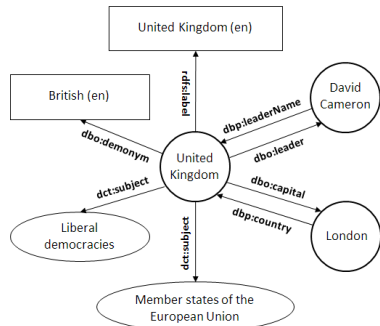 United Kingdom (en)
rdfs:label
David
Cameron
British (en)
dbp:leaderName
dbo:leader
dbo:demonym
United
Kingdom
dct:subject
dbo:capital
dbp:country
London
Liberal
democracies
dct:subject
Member states of the
European Union